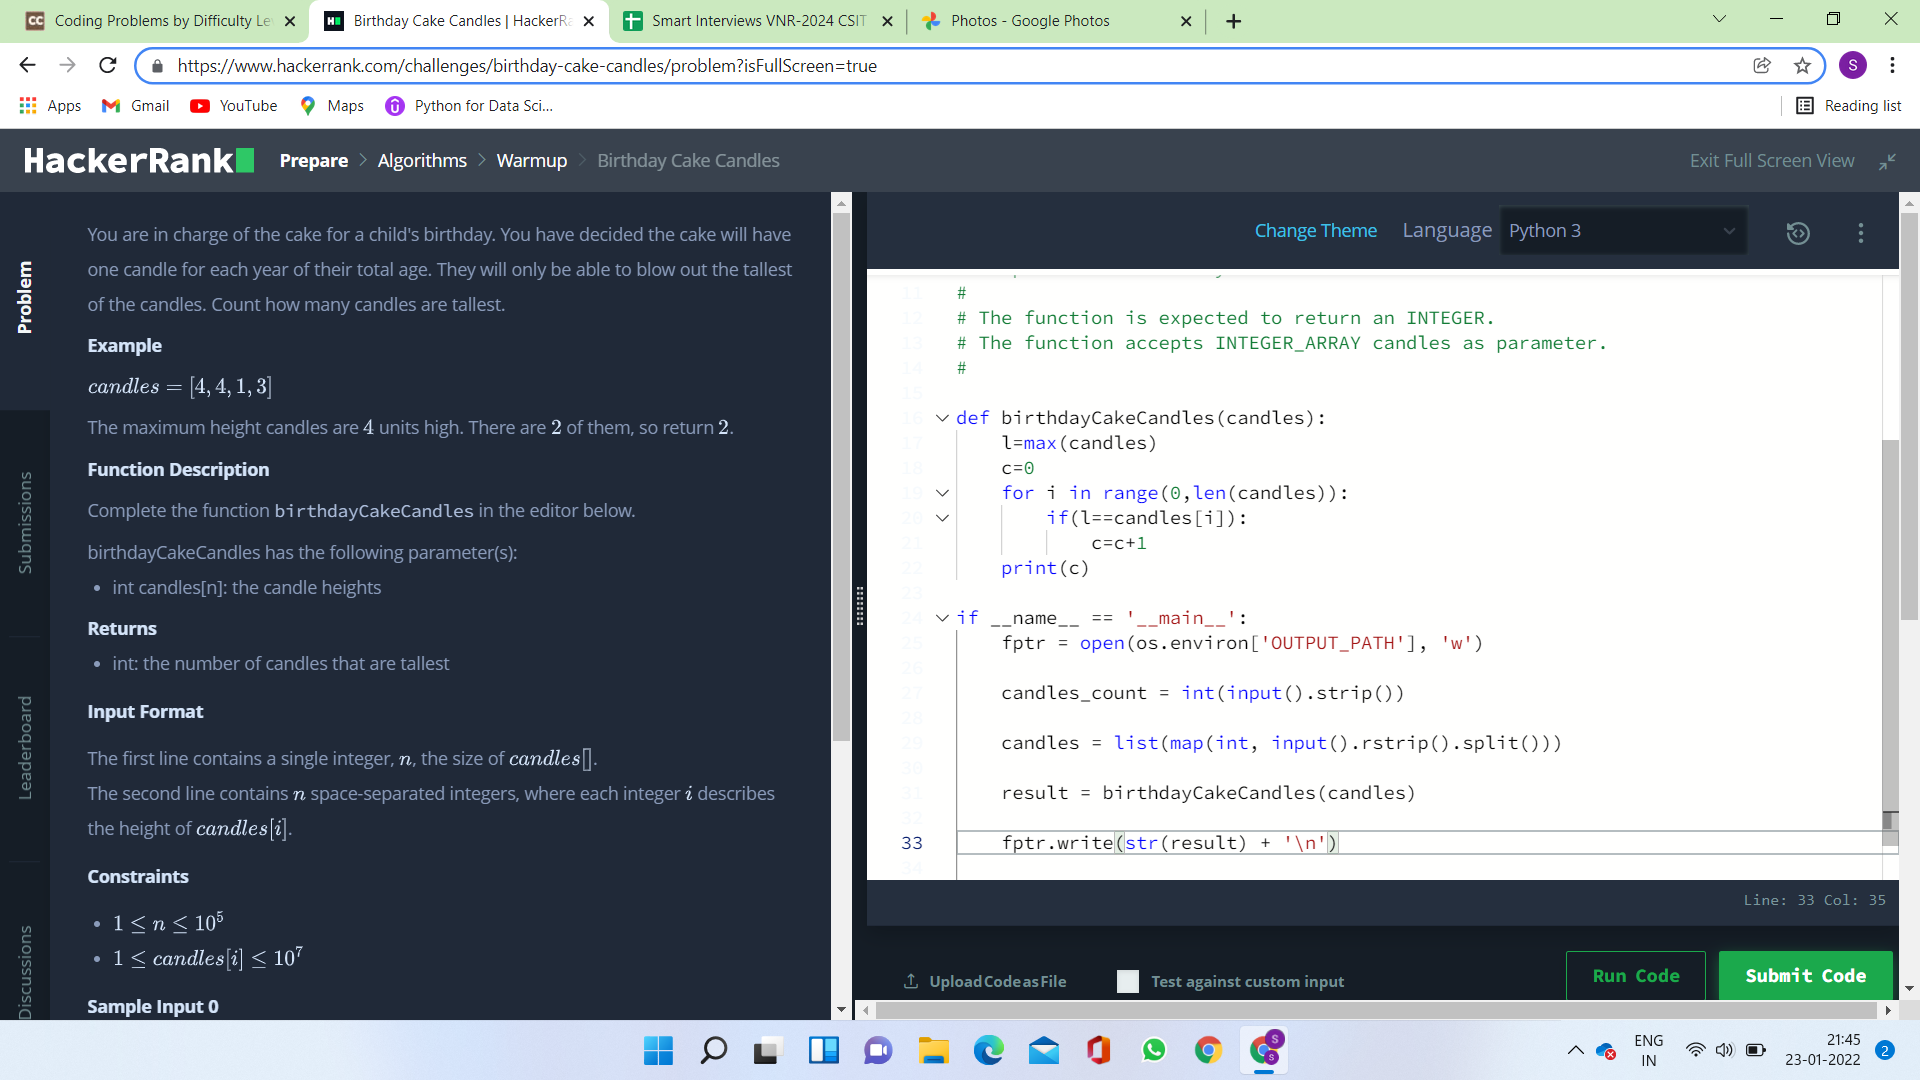 Coding Problems by Difficulty Le
Birthday Cake Candles | HackerRa
Smart Interviews VNR-2024 CSIT
Photos - Google Photos
https://www.hackerrank.com/challenges/birthday-cake-candles/problem?isFullScreen=true
S
Apps
Gmail
YouTube
Maps
Python for Data Sci...
Reading list
HackerRank
Prepare
Algorithms
Warmup
Birthday Cake Candles
Exit Full Screen View
Problem
Submissions
Leaderboard
Discussions
You are in charge of the cake for a child's birthday. You have decided the cake will have
one candle for each year of their total age. They will only be able to blow out the tallest
of the candles. Count how many candles are tallest.
Example
candles = [4, 4, 1, 3]
The maximum height candles are 4 units high. There are 2 of them, so return 2.
Function Description
Complete the function birthdayCakeCandles in the editor below.
birthdayCakeCandles has the following parameter(s):
• int candles[n]: the candle heights
Returns
• int: the number of candles that are tallest
Input Format
The first line contains a single integer, n, the size of candles[].
The second line contains n space-separated integers, where each integer i describes
the height of candles[i].
Constraints
• 1 ≤ n ≤ 10⁵
• 1 ≤ candles[i] ≤ 10⁷
Sample Input 0
Change Theme
Language
Python 3
11 #
12 # The function is expected to return an INTEGER.
13 # The function accepts INTEGER_ARRAY candles as parameter.
14 #
15
16 def birthdayCakeCandles(candles):
17 l=max(candles)
18 c=0
19 for i in range(0,len(candles)):
20 if(l==candles[i]):
21 c=c+1
22 print(c)
23
24 if __name__ == '__main__':
25 fptr = open(os.environ['OUTPUT_PATH'], 'w')
26
27 candles_count = int(input().strip())
28
29 candles = list(map(int, input().rstrip().split()))
30
31 result = birthdayCakeCandles(candles)
32
33 fptr.write(str(result) + '\n')
34
Line: 33 Col: 35
Upload Code as File
Test against custom input
Run Code
Submit Code
ENG
IN
21:45
23-01-2022
2